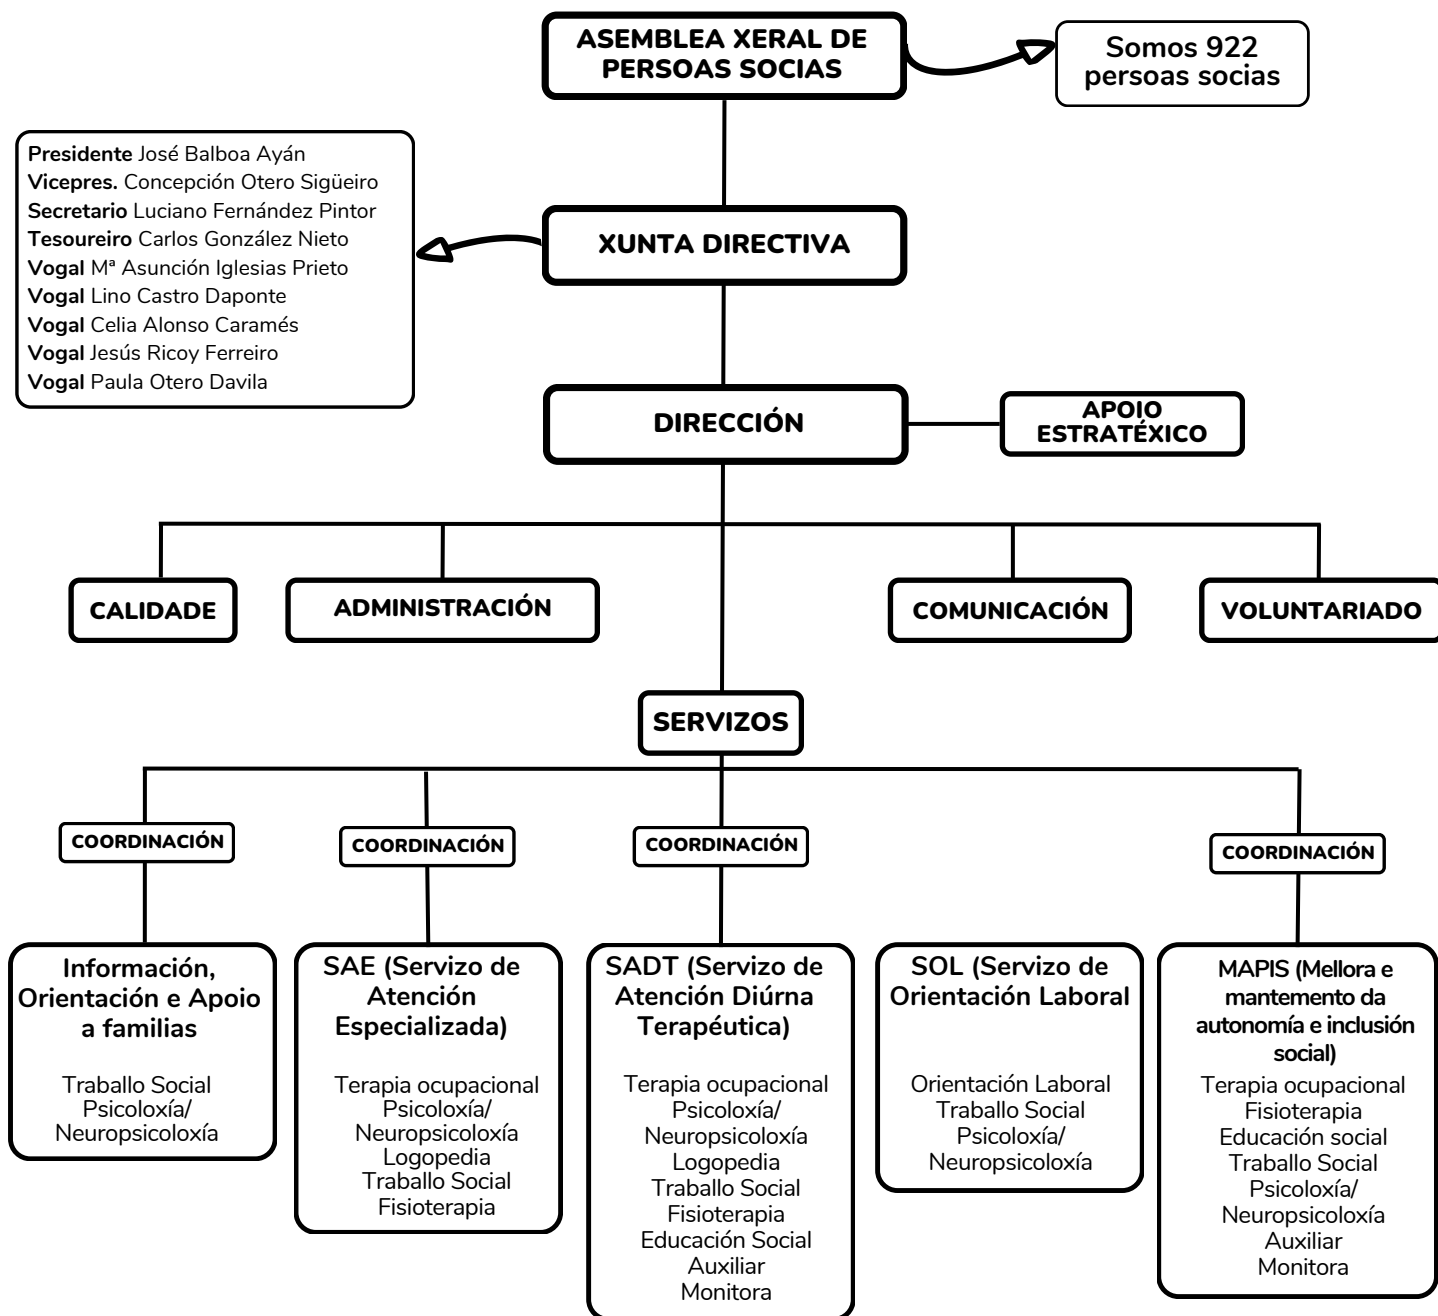 ASEMBLEA XERAL DE
PERSOAS SOCIAS
Somos 922
persoas socias
Presidente José Balboa Ayán
Vicepres. Concepción Otero Sigüeiro
Secretario Luciano Fernández Pintor
Tesoureiro Carlos González Nieto
Vogal Mª Asunción Iglesias Prieto
Vogal Lino Castro Daponte
Vogal Celia Alonso Caramés
Vogal Jesús Ricoy Ferreiro
Vogal Paula Otero Davila
XUNTA DIRECTIVA
DIRECCIÓN
APOIO
ESTRATÉXICO
CALIDADE
ADMINISTRACIÓN
COMUNICACIÓN
VOLUNTARIADO
SERVIZOS
COORDINACIÓN
COORDINACIÓN
COORDINACIÓN
COORDINACIÓN
Información,
Orientación e Apoio
a familias
Traballo Social
Psicoloxía/
Neuropsicoloxía
SAE (Servizo de
Atención
Especializada)
Terapia ocupacional
Psicoloxía/
Neuropsicoloxía
Logopedia
Traballo Social
Fisioterapia
SADT (Servizo de
Atención Diúrna
Terapéutica)
Terapia ocupacional
Psicoloxía/
Neuropsicoloxía
Logopedia
Traballo Social
Fisioterapia
Educación Social
Auxiliar
Monitora
SOL (Servizo de
Orientación Laboral
Orientación Laboral
Traballo Social
Psicoloxía/
Neuropsicoloxía
MAPIS (Mellora e
mantemento da
autonomía e inclusión
social)
Terapia ocupacional
Fisioterapia
Educación social
Traballo Social
Psicoloxía/
Neuropsicoloxía
Auxiliar
Monitora